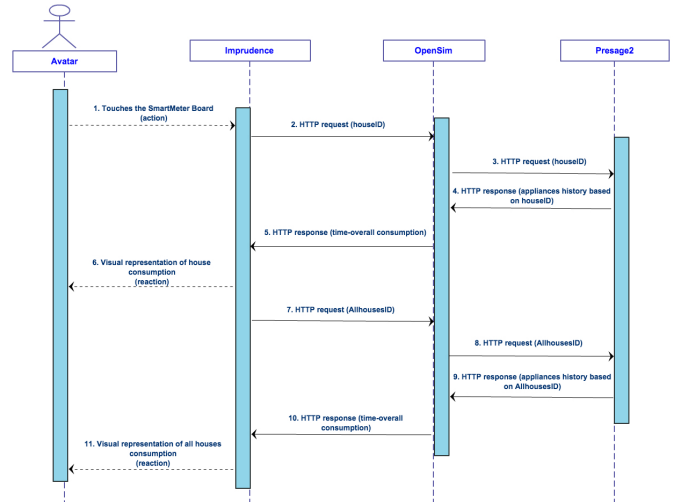 Avatar
Imprudence
OpenSim
Presage2
1. Touches the SmartMeter Board
(action)
2. HTTP request (houseID)
3. HTTP request (houseID)
4. HTTP response (appliances history based
on houseID)
5. HTTP response (time-overall consumption)
6. Visual representation of house
consumption
(reaction)
7. HTTP request (AllhousesID)
8. HTTP request (AllhousesID)
9. HTTP response (appliances history based
on AllhousesID)
10. HTTP response (time-overall
consumption)
11. Visual representation of all houses
consumption
(reaction)